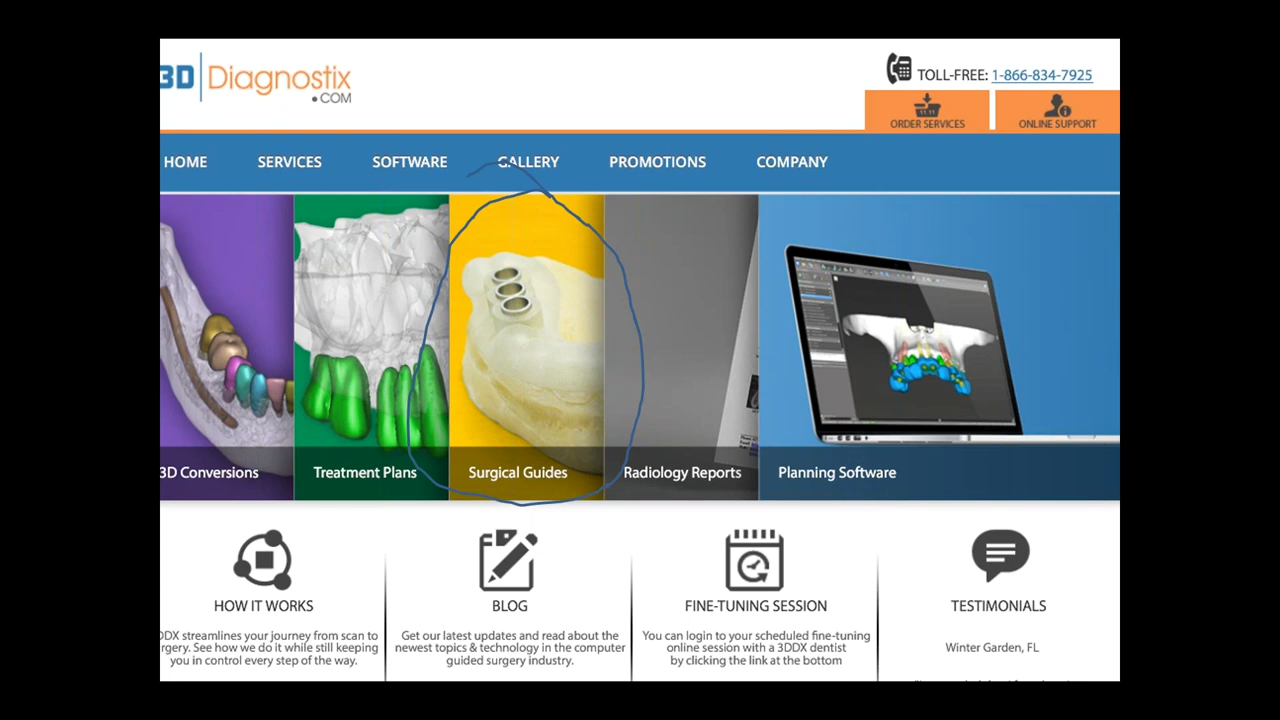 3D Diagnostix
.COM
TOLL-FREE: 1-866-834-7925
ORDER SERVICES
ONLINE SUPPORT
HOME SERVICES SOFTWARE GALLERY PROMOTIONS COMPANY
3D Conversions
Treatment Plans
Surgical Guides
Radiology Reports
Planning Software
HOW IT WORKS
DDX streamlines your journey from scan to
rgery. See how we do it while still keeping
you in control every step of the way.
BLOG
Get our latest updates and read about the
newest topics & technology in the computer
guided surgery industry.
FINE-TUNING SESSION
You can login to your scheduled fine-tuning
online session with a 3DDX dentist
by clicking the link at the bottom
TESTIMONIALS
Winter Garden, FL